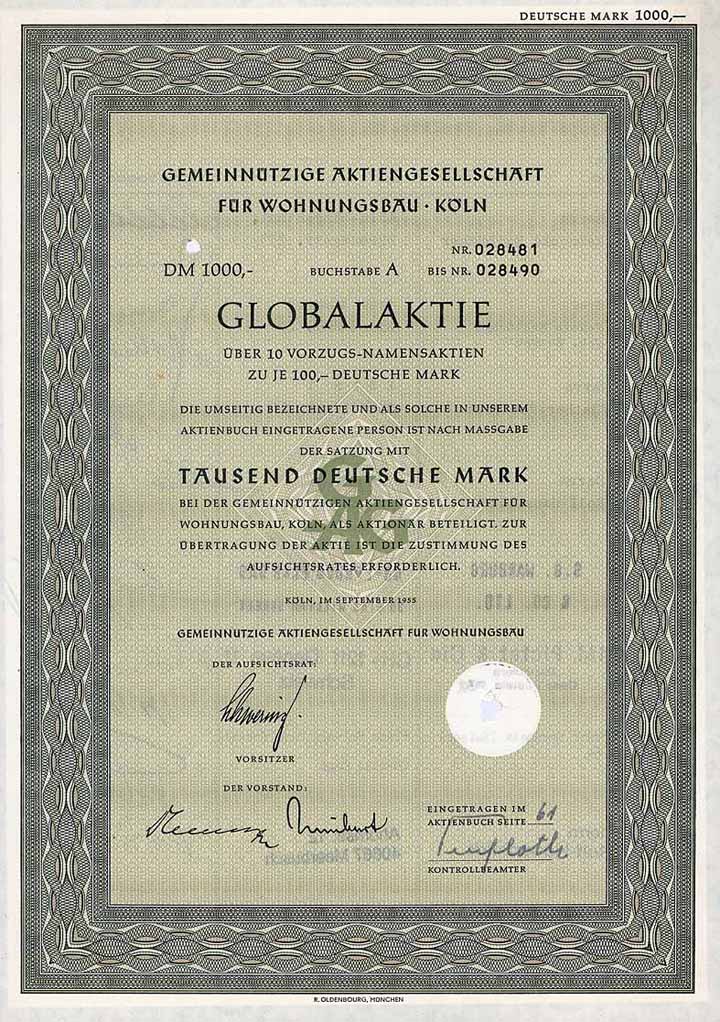 DEUTSCHE MARK 1000,—
GEMEINNÜTZIGE AKTIENGESELLSCHAFT
FÜR WOHNUNGSBAU · KÖLN
NR. 028481
DM 1000,- BUCHSTABE A BIS NR. 028490
GLOBALAKTIE
ÜBER 10 VORZUGS-NAMENSAKTIEN
ZU JE 100,– DEUTSCHE MARK
DIE UMSEITIG BEZEICHNETE UND ALS SOLCHE IN UNSEREM
AKTIENBUCH EINGETRAGENE PERSON IST NACH MASSGABE
DER SATZUNG MIT
TAUSEND DEUTSCHE MARK
BEI DER GEMEINNÜTZIGEN AKTIENGESELLSCHAFT FÜR
WOHNUNGSBAU, KÖLN, ALS AKTIONÄR BETEILIGT. ZUR
ÜBERTRAGUNG DER AKTIE IST DIE ZUSTIMMUNG DES
AUFSICHTSRATES ERFORDERLICH.
KÖLN, IM SEPTEMBER 1955
GEMEINNÜTZIGE AKTIENGESELLSCHAFT FÜR WOHNUNGSBAU
DER AUFSICHTSRAT:
VORSITZER
DER VORSTAND:
EINGETRAGEN IM
AKTIENBUCH SEITE 61
KONTROLLBEAMTER
R. OLDENBOURG, MÜNCHEN